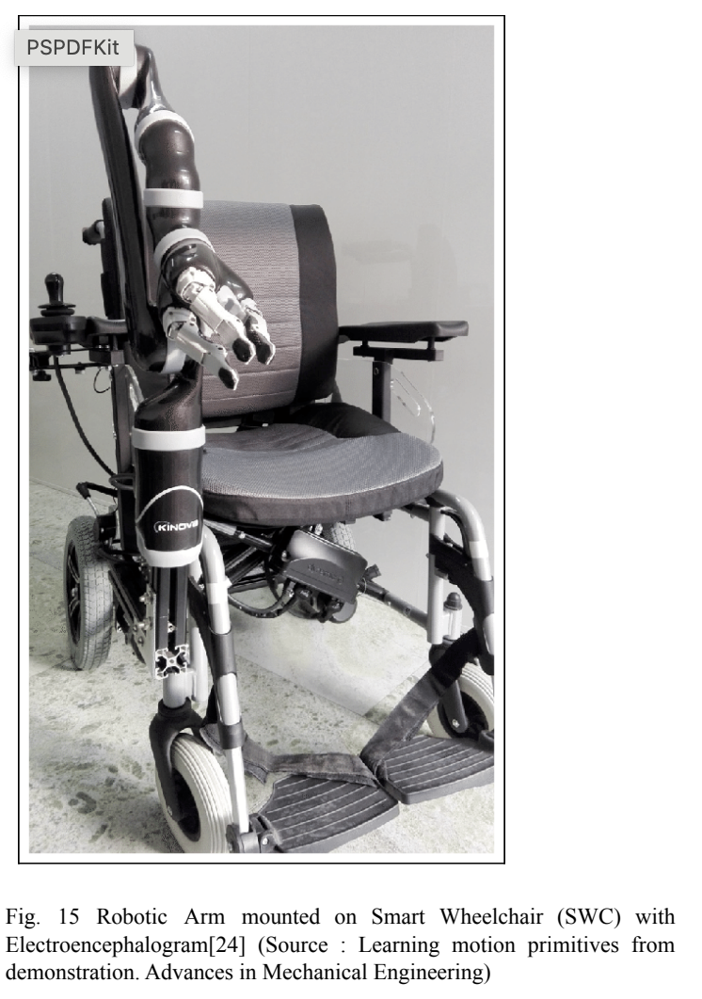 PSPDFKit
KINOVA
Fig. 15 Robotic Arm mounted on Smart Wheelchair (SWC) with
Electroencephalogram[24] (Source : Learning motion primitives from
demonstration. Advances in Mechanical Engineering)